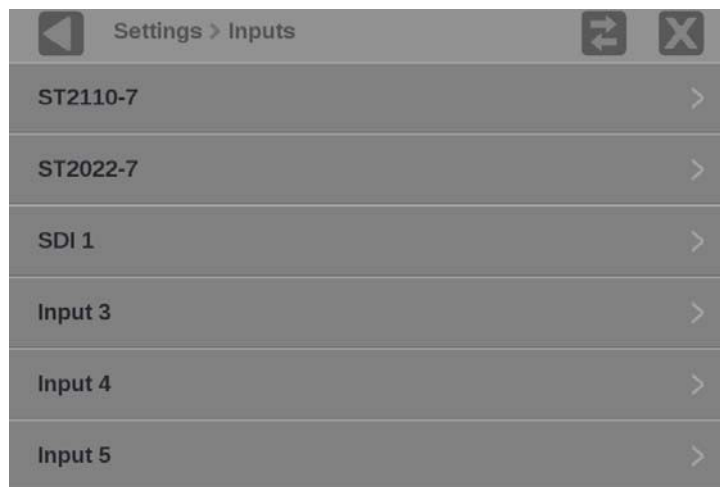 Settings > Inputs
ST2110-7
ST2022-7
SDI 1
Input 3
Input 4
Input 5